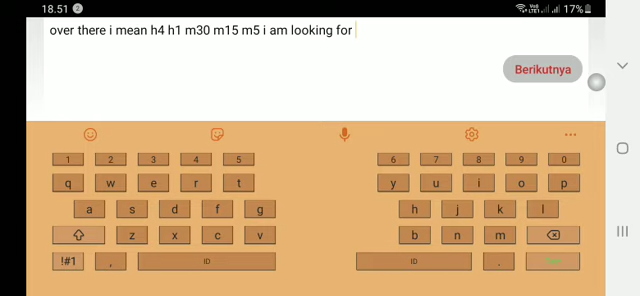 18.51 2 17%
over there i mean h4 h1 m30 m15 m5 i am looking for
Berikutnya
1 2 3 4 5 6 7 8 9 0
q w e r t y u i o p
a s d f g h j k l
z x c v b n m
!#1 , ID ID .